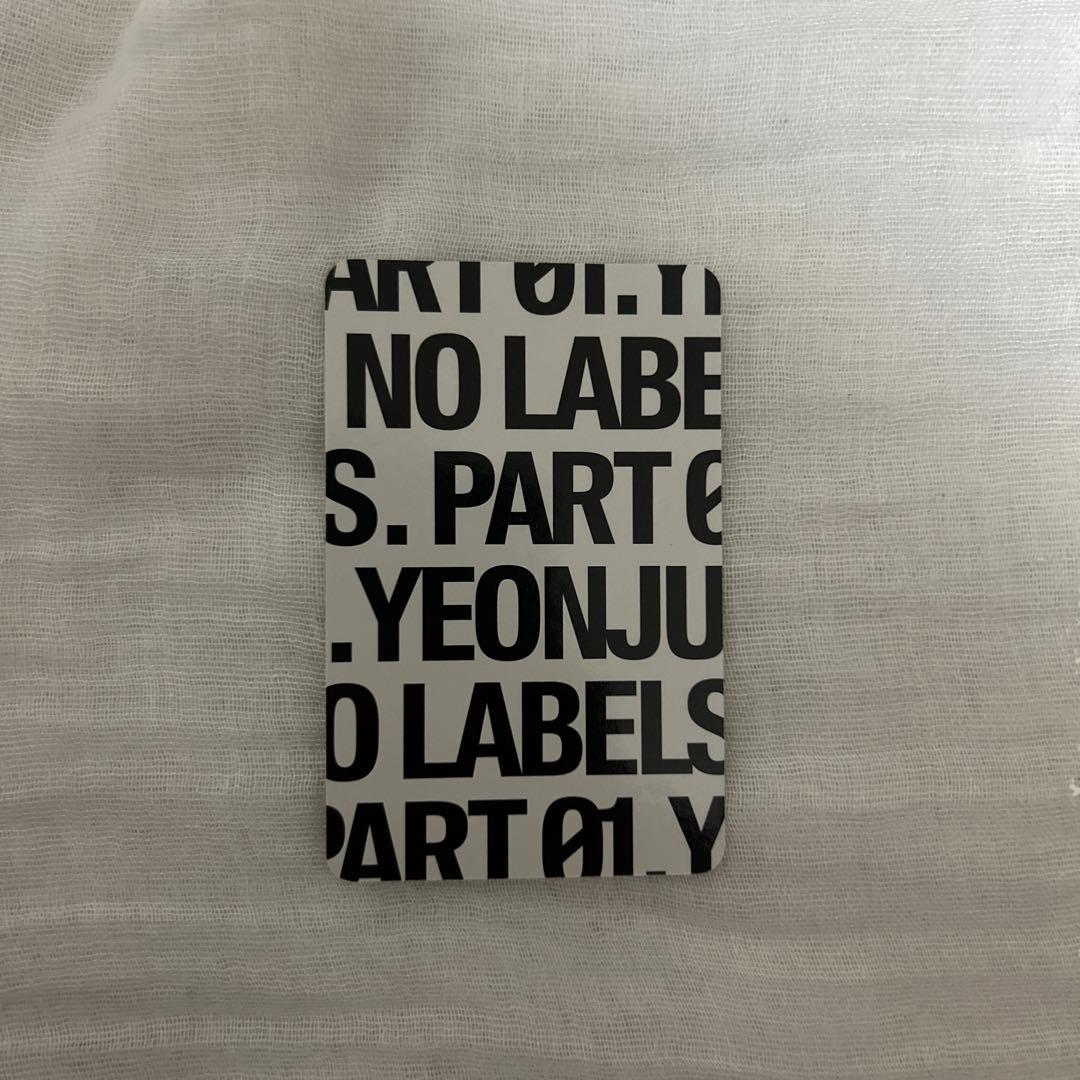 ART 01.Y
NO LABE
S. PART 0
.YEONJU
O LABELS
PART 01. Y